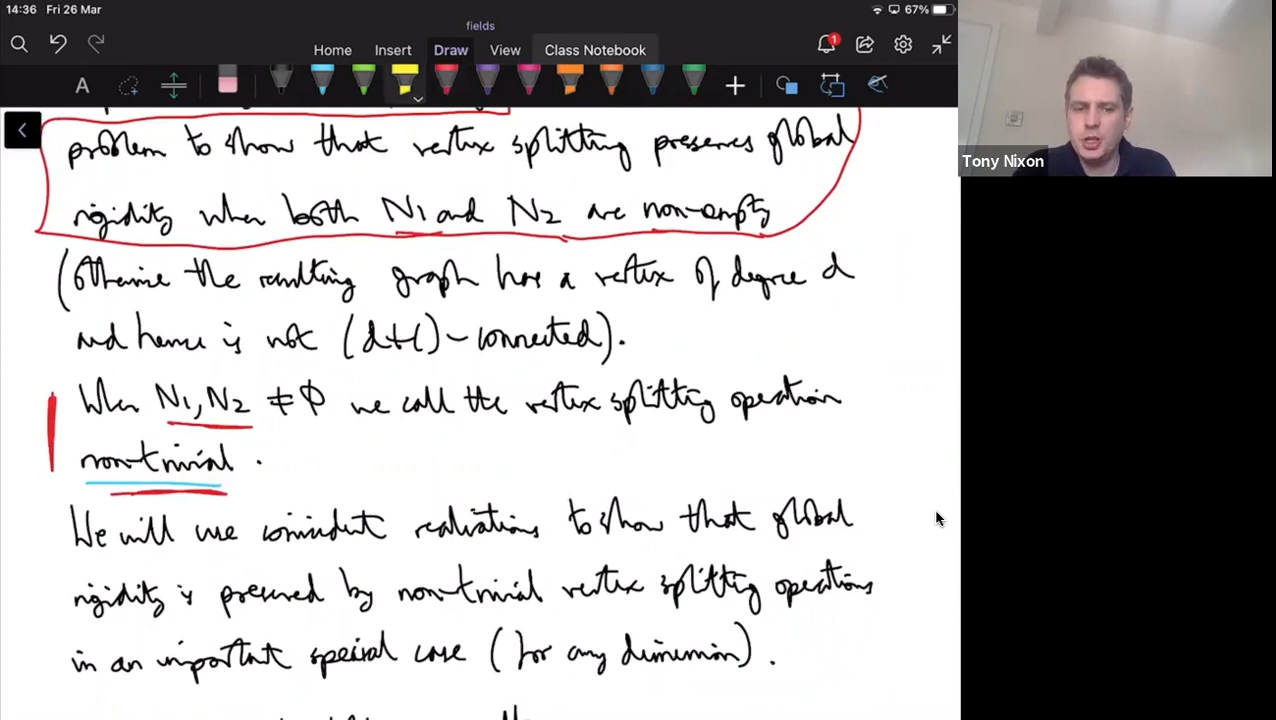 14:36 Fri 26 Mar
67%
fields
Home Insert Draw View Class Notebook
1
A
problem to show that vertex splitting preserves global
rigidity when both N1 and N2 are non-empty
(otherwise the resulting graph has a vertex of degree d
and hence is not (d+1)-connected).
When N1, N2 ≠ ∅ we call the vertex splitting operation
non-trivial.
We will use coincident realisations to show that global
rigidity is preserved by non-trivial vertex splitting operations
in an important special case (for any dimension).
Tony Nixon